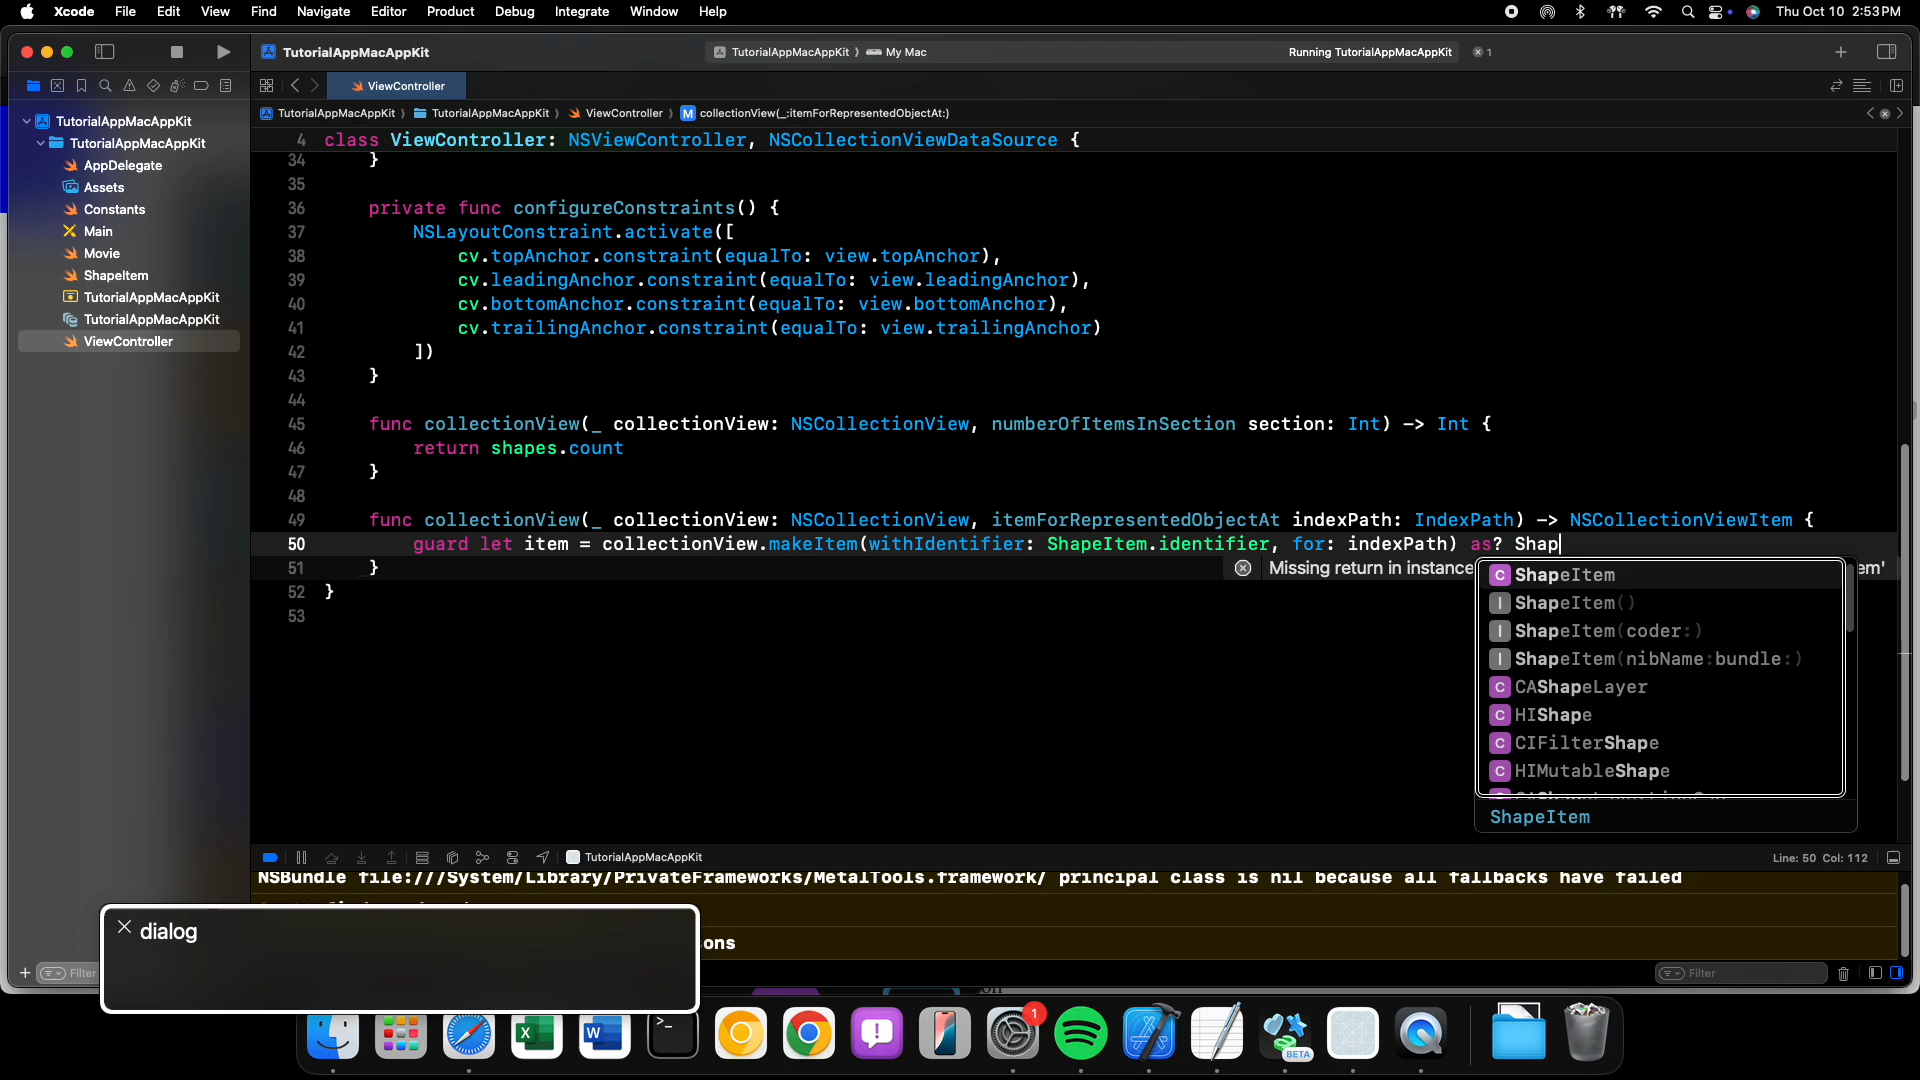 Xcode File Edit View Find Navigate Editor Product Debug Integrate Window Help Thu Oct 10 2:53 PM
TutorialAppMacAppKit
TutorialAppMacAppKit 〉 My Mac
Running TutorialAppMacAppKit
1
ViewController
TutorialAppMacAppKit 〉 TutorialAppMacAppKit 〉 ViewController 〉 M collectionView(_:itemForRepresentedObjectAt:)
TutorialAppMacAppKit
TutorialAppMacAppKit
AppDelegate
Assets
Constants
Main
Movie
ShapeItem
TutorialAppMacAppKit
TutorialAppMacAppKit
ViewController
4 class ViewController: NSViewController, NSCollectionViewDataSource {
34 }
35
36 private func configureConstraints() {
37 NSLayoutConstraint.activate([
38 cv.topAnchor.constraint(equalTo: view.topAnchor),
39 cv.leadingAnchor.constraint(equalTo: view.leadingAnchor),
40 cv.bottomAnchor.constraint(equalTo: view.bottomAnchor),
41 cv.trailingAnchor.constraint(equalTo: view.trailingAnchor)
42 ])
43 }
44
45 func collectionView(_ collectionView: NSCollectionView, numberOfItemsInSection section: Int) -> Int {
46 return shapes.count
47 }
48
49 func collectionView(_ collectionView: NSCollectionView, itemForRepresentedObjectAt indexPath: IndexPath) -> NSCollectionViewItem {
50 guard let item = collectionView.makeItem(withIdentifier: ShapeItem.identifier, for: indexPath) as? Shap
51 }
Missing return in instance
em'
52 }
53
C ShapeItem
I ShapeItem()
I ShapeItem(coder:)
I ShapeItem(nibName:bundle:)
C CAShapeLayer
C HIShape
C CIFilterShape
C HIMutableShape
ShapeItem
TutorialAppMacAppKit
Line: 50 Col: 112
NSBundle file:///System/Library/PrivateFrameworks/MetalTools.framework/ principal class is nil because all fallbacks have failed
ons
dialog
Filter
Filter
1
BETA